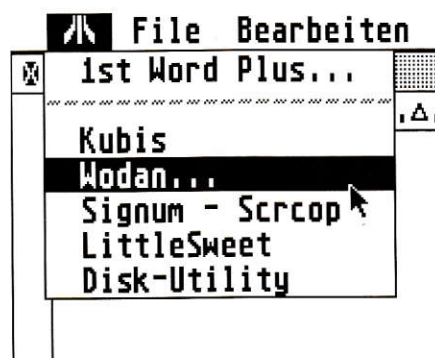 File Bearbeiten
1st Word Plus...
Kubis
Wodan...
Signum - Scrcop
LittleSweet
Disk-Utility